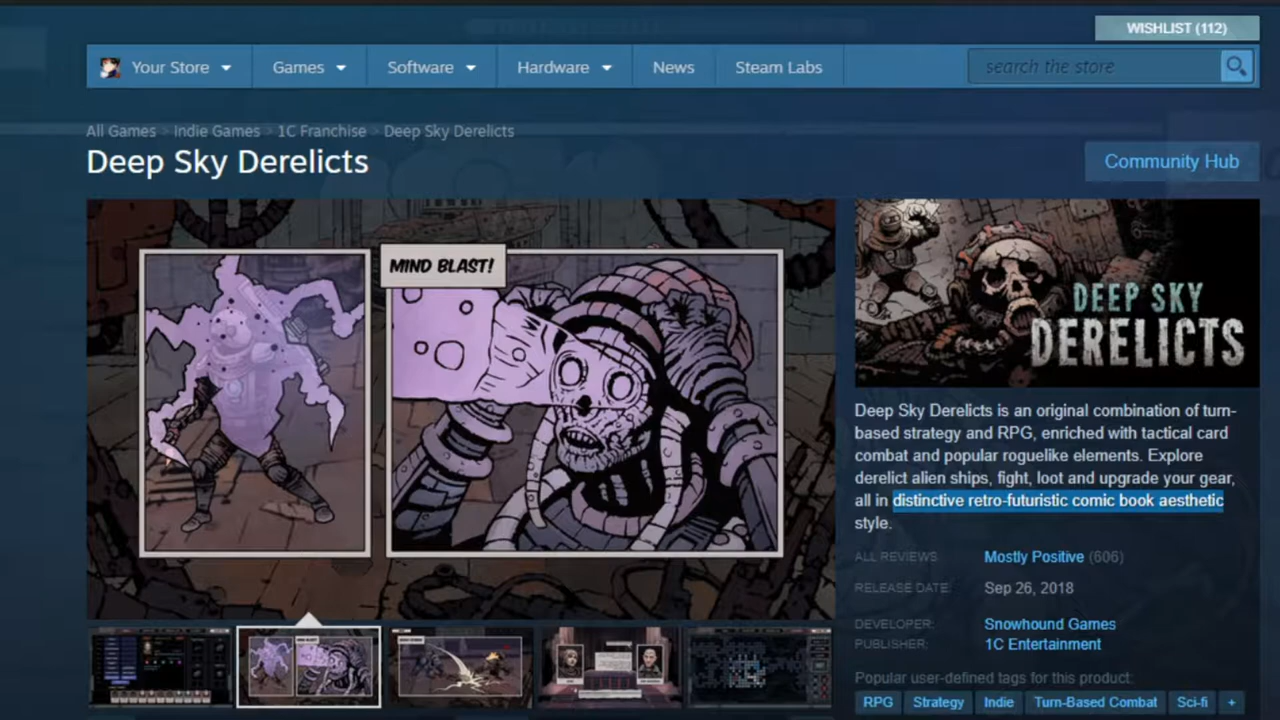 WISHLIST (112)
Your Store Games Software Hardware News Steam Labs search the store
All Games > Indie Games > 1C Franchise > Deep Sky Derelicts
Deep Sky Derelicts
Community Hub
MIND BLAST!
DEEP SKY
DERELICTS
Deep Sky Derelicts is an original combination of turn-
based strategy and RPG, enriched with tactical card
combat and popular roguelike elements. Explore
derelict alien ships, fight, loot and upgrade your gear,
all in distinctive retro-futuristic comic book aesthetic
style.
ALL REVIEWS: Mostly Positive (606)
RELEASE DATE: Sep 26, 2018
DEVELOPER: Snowhound Games
PUBLISHER: 1C Entertainment
Popular user-defined tags for this product:
RPG Strategy Indie Turn-Based Combat Sci-fi +